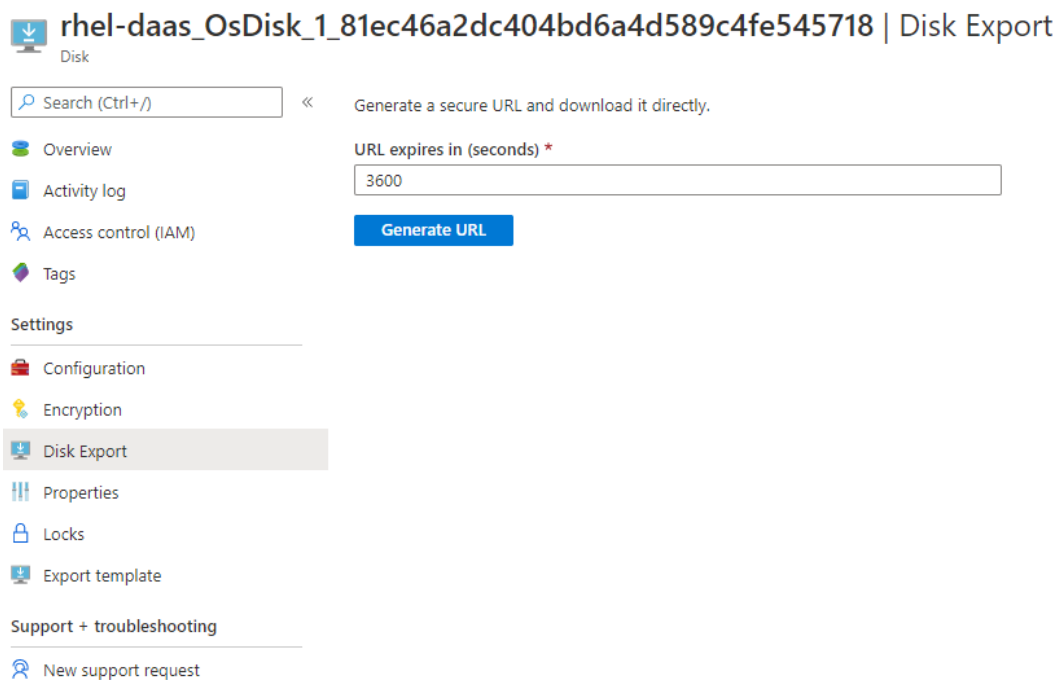 rhel-daas_OsDisk_1_81ec46a2dc404bd6a4d589c4fe545718 | Disk Export
Disk
Search (Ctrl+/)
«
Overview
Activity log
Access control (IAM)
Tags
Settings
Configuration
Encryption
Disk Export
Properties
Locks
Export template
Support + troubleshooting
New support request
Generate a secure URL and download it directly.
URL expires in (seconds) *
3600
Generate URL